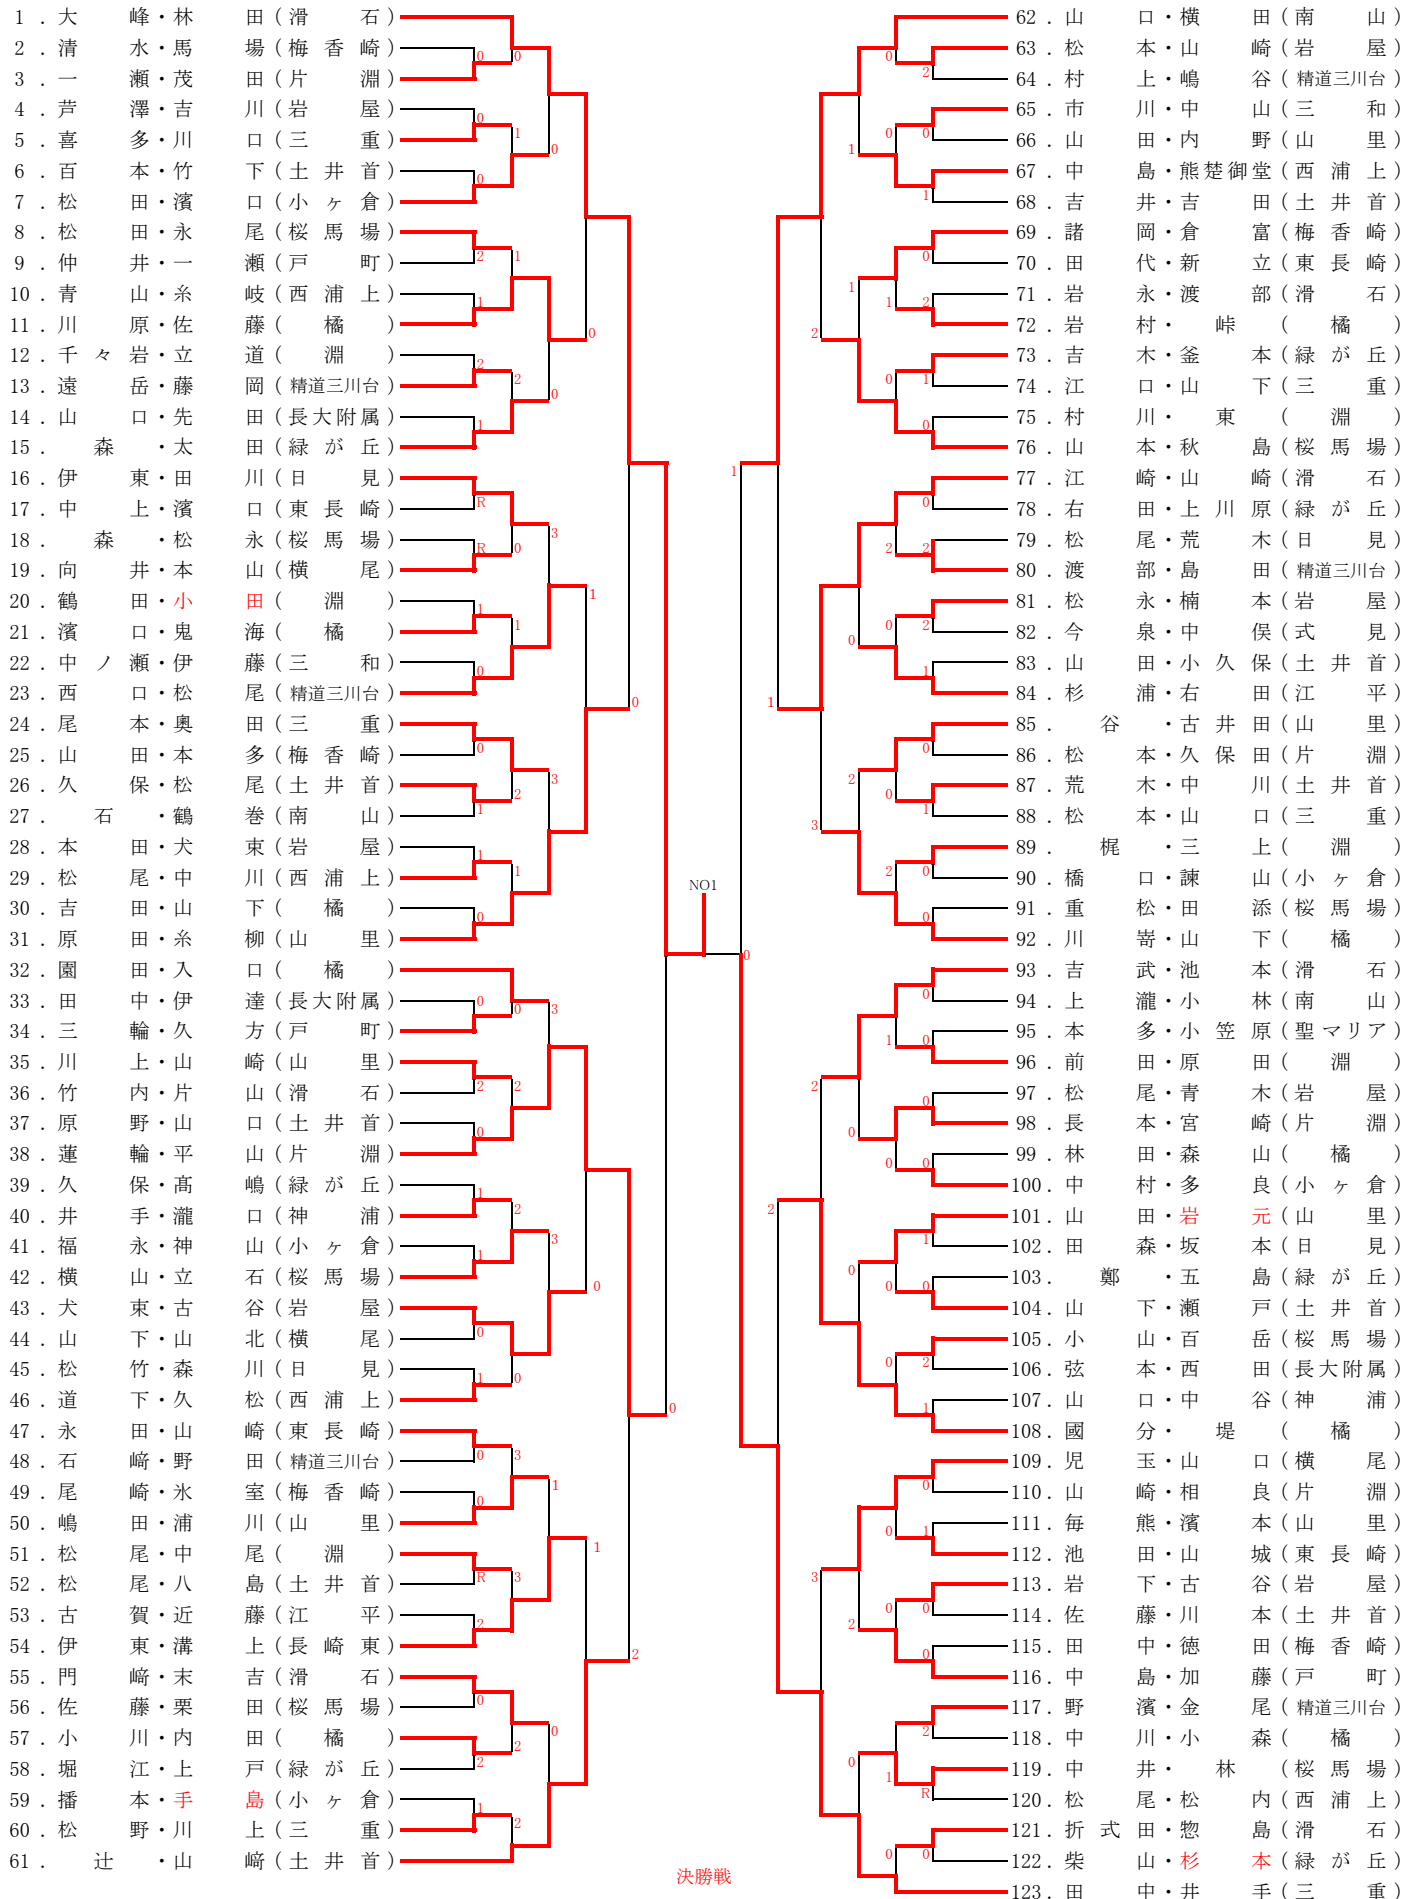 1．大峰・林田（滑石）
2．清水・馬場（梅香崎）
3．一瀬・茂田（片淵）
4．芦澤・吉川（岩屋）
5．喜多・川口（三重）
6．百本・竹下（土井首）
7．松田・濱口（小ヶ倉）
8．松田・永尾（桜馬場）
9．仲井・一瀬（戸町）
10．青山・糸岐（西浦上）
11．川原・佐藤（橘）
12．千々岩・立道（淵）
13．遠岳・藤岡（精道三川台）
14．山口・先田（長大附属）
15．森・太田（緑が丘）
16．伊東・田川（日見）
17．中上・濱口（東長崎）
18．森・松永（桜馬場）
19．向井・本山（横尾）
20．鶴田・小田（淵）
21．濱口・鬼海（橘）
22．中ノ瀬・伊藤（三和）
23．西口・松尾（精道三川台）
24．尾本・奥田（三重）
25．山田・本多（梅香崎）
26．久保・松尾（土井首）
27．石・鶴巻（南山）
28．本田・犬束（岩屋）
29．松尾・中川（西浦上）
30．吉田・山下（橘）
31．原田・糸柳（山里）
32．園田・入口（橘）
33．田中・伊達（長大附属）
34．三輪・久方（戸町）
35．川上・山崎（山里）
36．竹内・片山（滑石）
37．原野・山口（土井首）
38．蓮輪・平山（片淵）
39．久保・髙嶋（緑が丘）
40．井手・瀧口（神浦）
41．福永・神山（小ヶ倉）
42．横山・立石（桜馬場）
43．犬束・古谷（岩屋）
44．山下・山北（横尾）
45．松竹・森川（日見）
46．道下・久松（西浦上）
47．永田・山崎（東長崎）
48．石﨑・野田（精道三川台）
49．尾崎・氷室（梅香崎）
50．嶋田・浦川（山里）
51．松尾・中尾（淵）
52．松尾・八島（土井首）
53．古賀・近藤（江平）
54．伊東・溝上（長崎東）
55．門﨑・末吉（滑石）
56．佐藤・栗田（桜馬場）
57．小川・内田（橘）
58．堀江・上戸（緑が丘）
59．播本・手島（小ヶ倉）
60．松野・川上（三重）
61．辻・山﨑（土井首）
NO1
決勝戦
62．山口・横田（南山）
63．松本・山崎（岩屋）
64．村上・嶋谷（精道三川台）
65．市川・中山（三和）
66．山田・内野（山里）
67．中島・熊楚御堂（西浦上）
68．吉井・吉田（土井首）
69．諸岡・倉富（梅香崎）
70．田代・新立（東長崎）
71．岩永・渡部（滑石）
72．岩村・峠（橘）
73．吉木・釜本（緑が丘）
74．江口・山下（三重）
75．村川・東（淵）
76．山本・秋島（桜馬場）
77．江崎・山崎（滑石）
78．右田・上川原（緑が丘）
79．松尾・荒木（日見）
80．渡部・島田（精道三川台）
81．松永・楠本（岩屋）
82．今泉・中俣（式見）
83．山田・小久保（土井首）
84．杉浦・右田（江平）
85．谷・古井田（山里）
86．松本・久保田（片淵）
87．荒木・中川（土井首）
88．松本・山口（三重）
89．梶・三上（淵）
90．橋口・諫山（小ヶ倉）
91．重松・田添（桜馬場）
92．川嵜・山下（橘）
93．吉武・池本（滑石）
94．上瀧・小林（南山）
95．本多・小笠原（聖マリア）
96．前田・原田（淵）
97．松尾・青木（岩屋）
98．長本・宮崎（片淵）
99．林田・森山（橘）
100．中村・多良（小ヶ倉）
101．山田・岩元（山里）
102．田森・坂本（日見）
103．鄭・五島（緑が丘）
104．山下・瀬戸（土井首）
105．小山・百岳（桜馬場）
106．弦本・西田（長大附属）
107．山口・中谷（神浦）
108．國分・堤（橘）
109．児玉・山口（横尾）
110．山崎・相良（片淵）
111．毎熊・濱本（山里）
112．池田・山城（東長崎）
113．岩下・古谷（岩屋）
114．佐藤・川本（土井首）
115．田中・徳田（梅香崎）
116．中島・加藤（戸町）
117．野濱・金尾（精道三川台）
118．中川・小森（橘）
119．中井・林（桜馬場）
120．松尾・松内（西浦上）
121．折式田・惣島（滑石）
122．柴山・杉本（緑が丘）
123．田中・井手（三重）